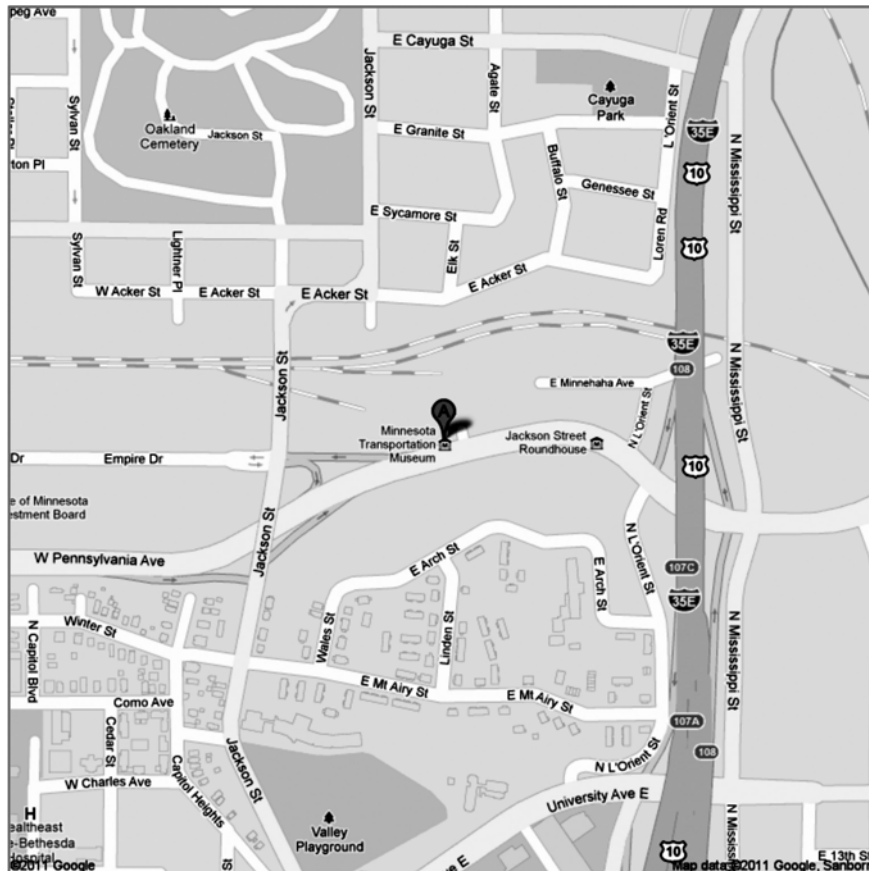 peg Ave
E Cayuga St
Sylvan St
Jackson St
Agate St
Cayuga
Park
L'Orient St
35E
N Mississippi St
Oakland
Cemetery
Jackson St
E Granite St
ton Pl
Buffalo St
10
Genessee St
E Sycamore St
Sylvan St
Lightner Pl
Elk St
Loren Rd
10
E Acker St
W Acker St
E Acker St
E Acker St
35E
108
N Mississippi St
Jackson St
E Minnehaha Ave
A
N L'Orient St
Minnesota
Transportation
Museum
Jackson Street
Roundhouse
Dr
Empire Dr
10
e of Minnesota
estment Board
Jackson St
W Pennsylvania Ave
E Arch St
E Arch St
N L'Orient St
107C
35E
N Capitol Blvd
Winter St
Wales St
Linden St
N Mississippi St
E Mt Airy St
E Mt Airy St
Como Ave
107A
Cedar St
108
Jackson St
N L'Orient St
W Charles Ave
Capitol Heights
University Ave E
H
ealtheast
e-Bethesda
Hospital
Valley
Playground
N Mississi
St
ve E
10
E 13th St
©2011 Google
Map data ©2011 Google, Sanborn